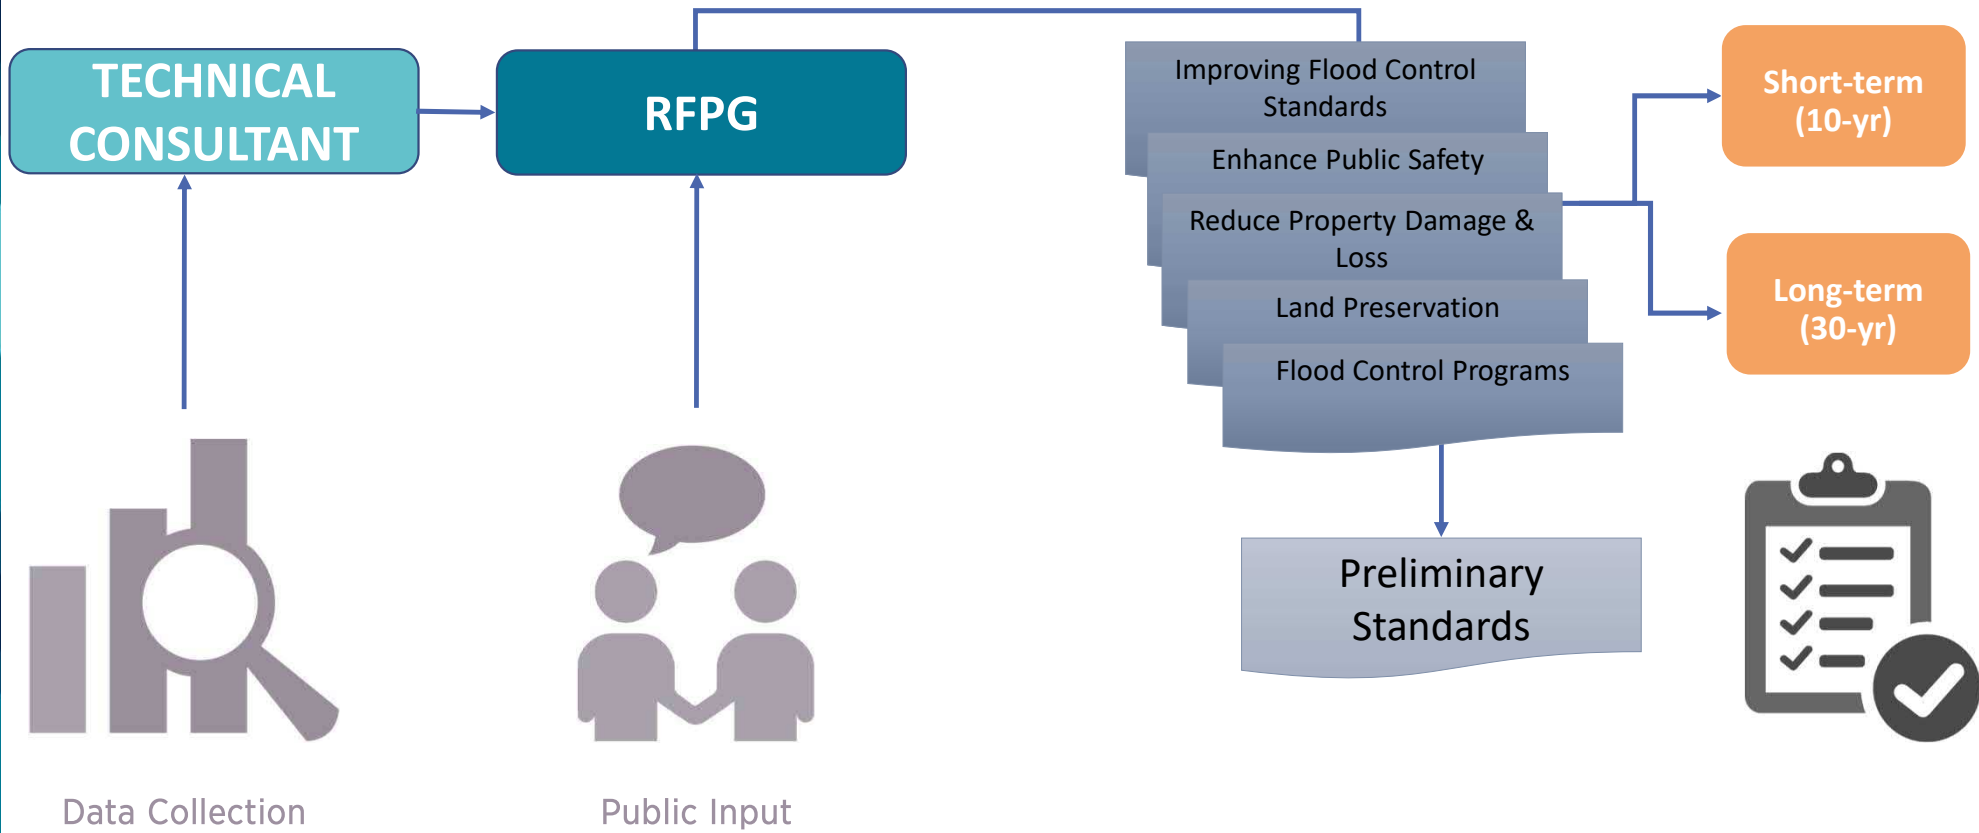 TECHNICAL
CONSULTANT
RFPG
Improving Flood Control
Standards
Enhance Public Safety
Reduce Property Damage &
Loss
Land Preservation
Flood Control Programs
Short-term
(10-yr)
Long-term
(30-yr)
Preliminary
Standards
Data Collection
Public Input